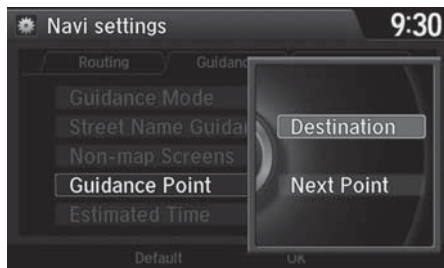 Navi settings
9:30
Routing
Guidanc
Guidance Mode
Street Name Guidan
Non-map Screens
Guidance Point
Estimated Time
Destination
Next Point
Default
OK